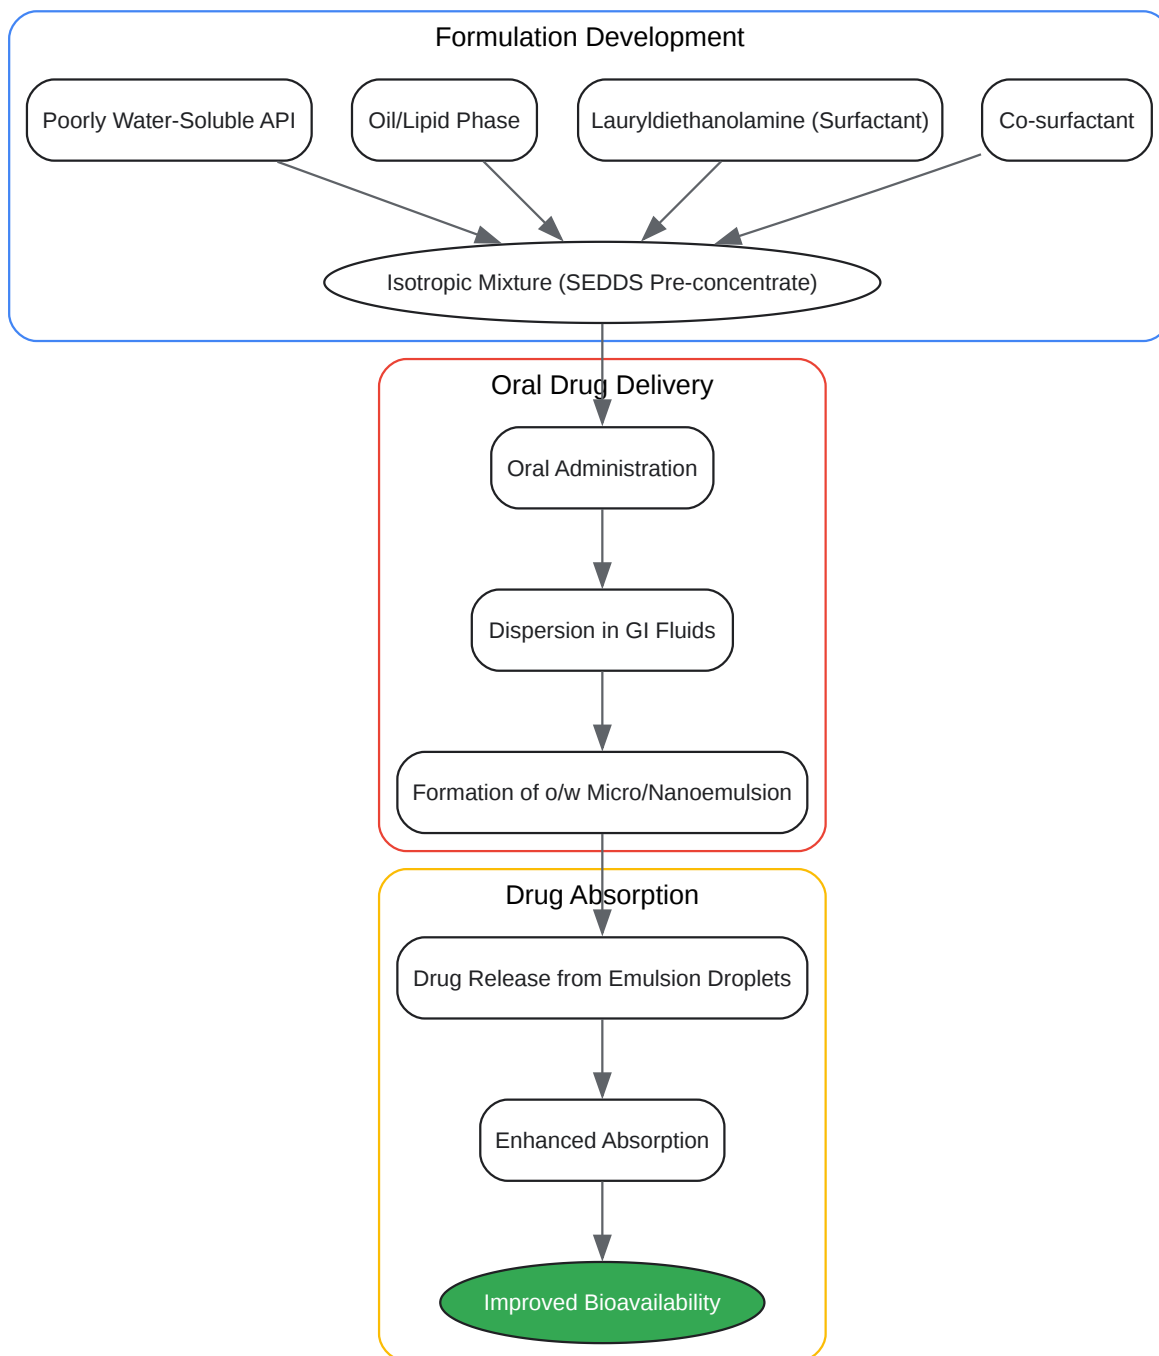 Formulation Development
Poorly Water-Soluble API
Oil/Lipid Phase
Lauryldiethanolamine (Surfactant)
Co-surfactant
Isotropic Mixture (SEDDS Pre-concentrate)
Oral Drug Delivery
Oral Administration
Dispersion in GI Fluids
Formation of o/w Micro/Nanoemulsion
Drug Absorption
Drug Release from Emulsion Droplets
Enhanced Absorption
Improved Bioavailability